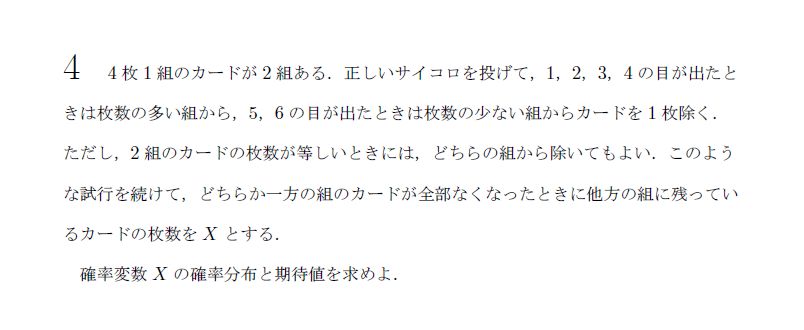 4　4枚1組のカードが2組ある．正しいサイコロを投げて，1，2，3，4の目が出たと
きは枚数の多い組から，5，6の目が出たときは枚数の少ない組からカードを1枚除く．
ただし，2組のカードの枚数が等しいときには，どちらの組から除いてもよい．このよう
な試行を続けて，どちらか一方の組のカードが全部なくなったときに他方の組に残ってい
るカードの枚数をXとする．
確率変数Xの確率分布と期待値を求めよ．